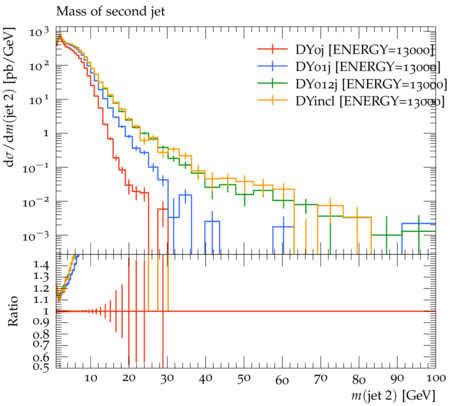 Mass of second jet
dσ/dm(jet 2) [pb/GeV]
10³
10²
10¹
1
10⁻¹
10⁻²
10⁻³
DY0j [ENERGY=13000]
DY01j [ENERGY=13000]
DY012j [ENERGY=13000]
DYincl [ENERGY=13000]
Ratio
1.4
1.3
1.2
1.1
1
0.9
0.8
0.7
0.6
0.5
10 20 30 40 50 60 70 80 90 100
m(jet 2) [GeV]